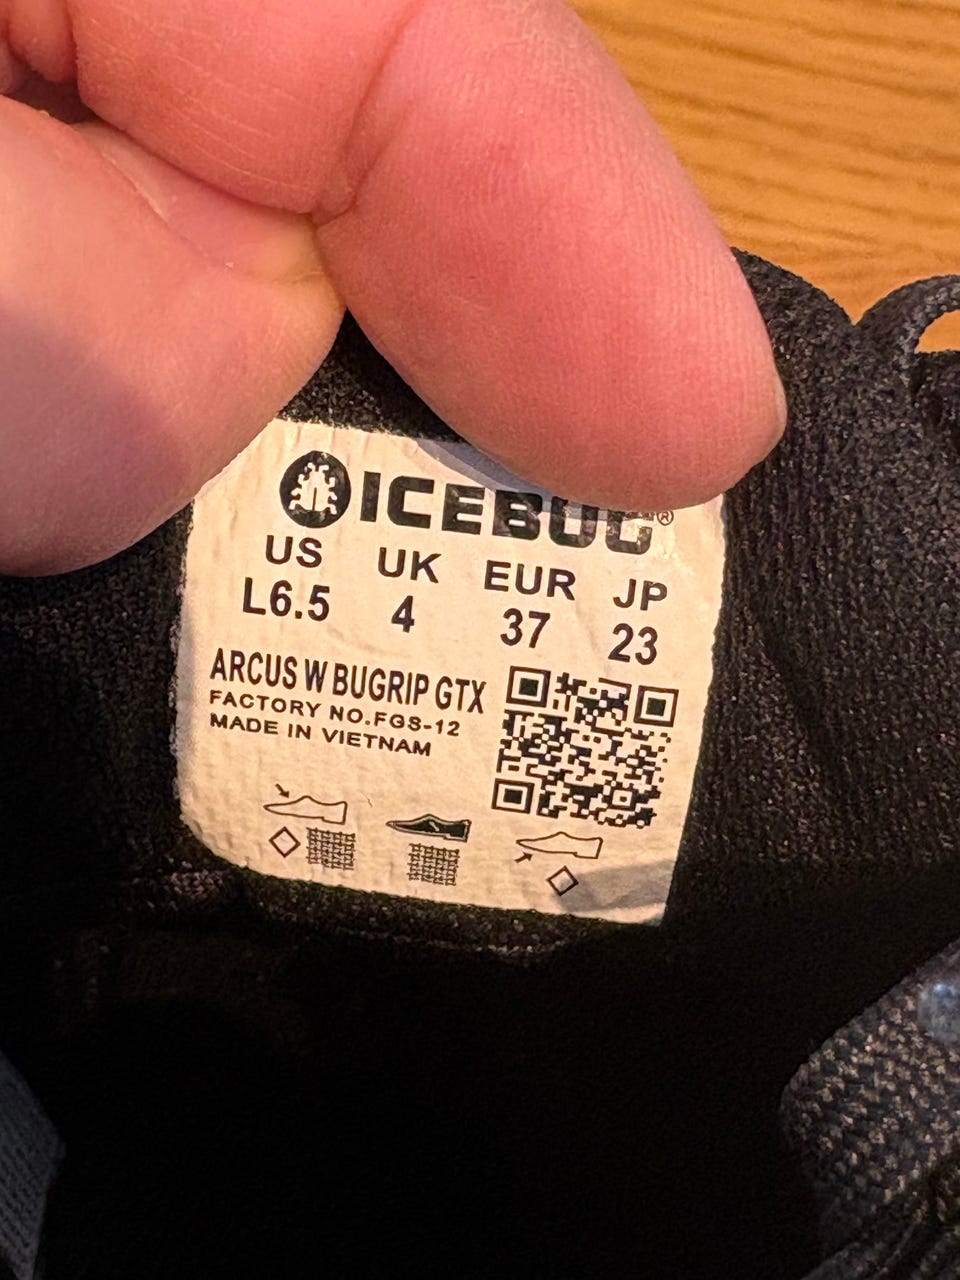 ICEBUG®
US UK EUR JP
L6.5 4 37 23
ARCUS W BUGRIP GTX
FACTORY NO.FGS-12
MADE IN VIETNAM